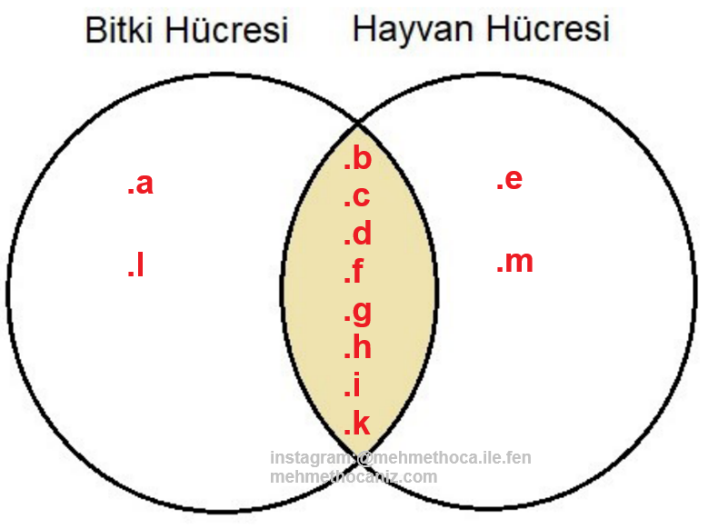 Bitki Hücresi
Hayvan Hücresi
.a
.l
.b
.c
.d
.f
.g
.h
.i
.k
.e
.m
instagram:@mehmethoca.ile.fen
mehmethocaniz.com